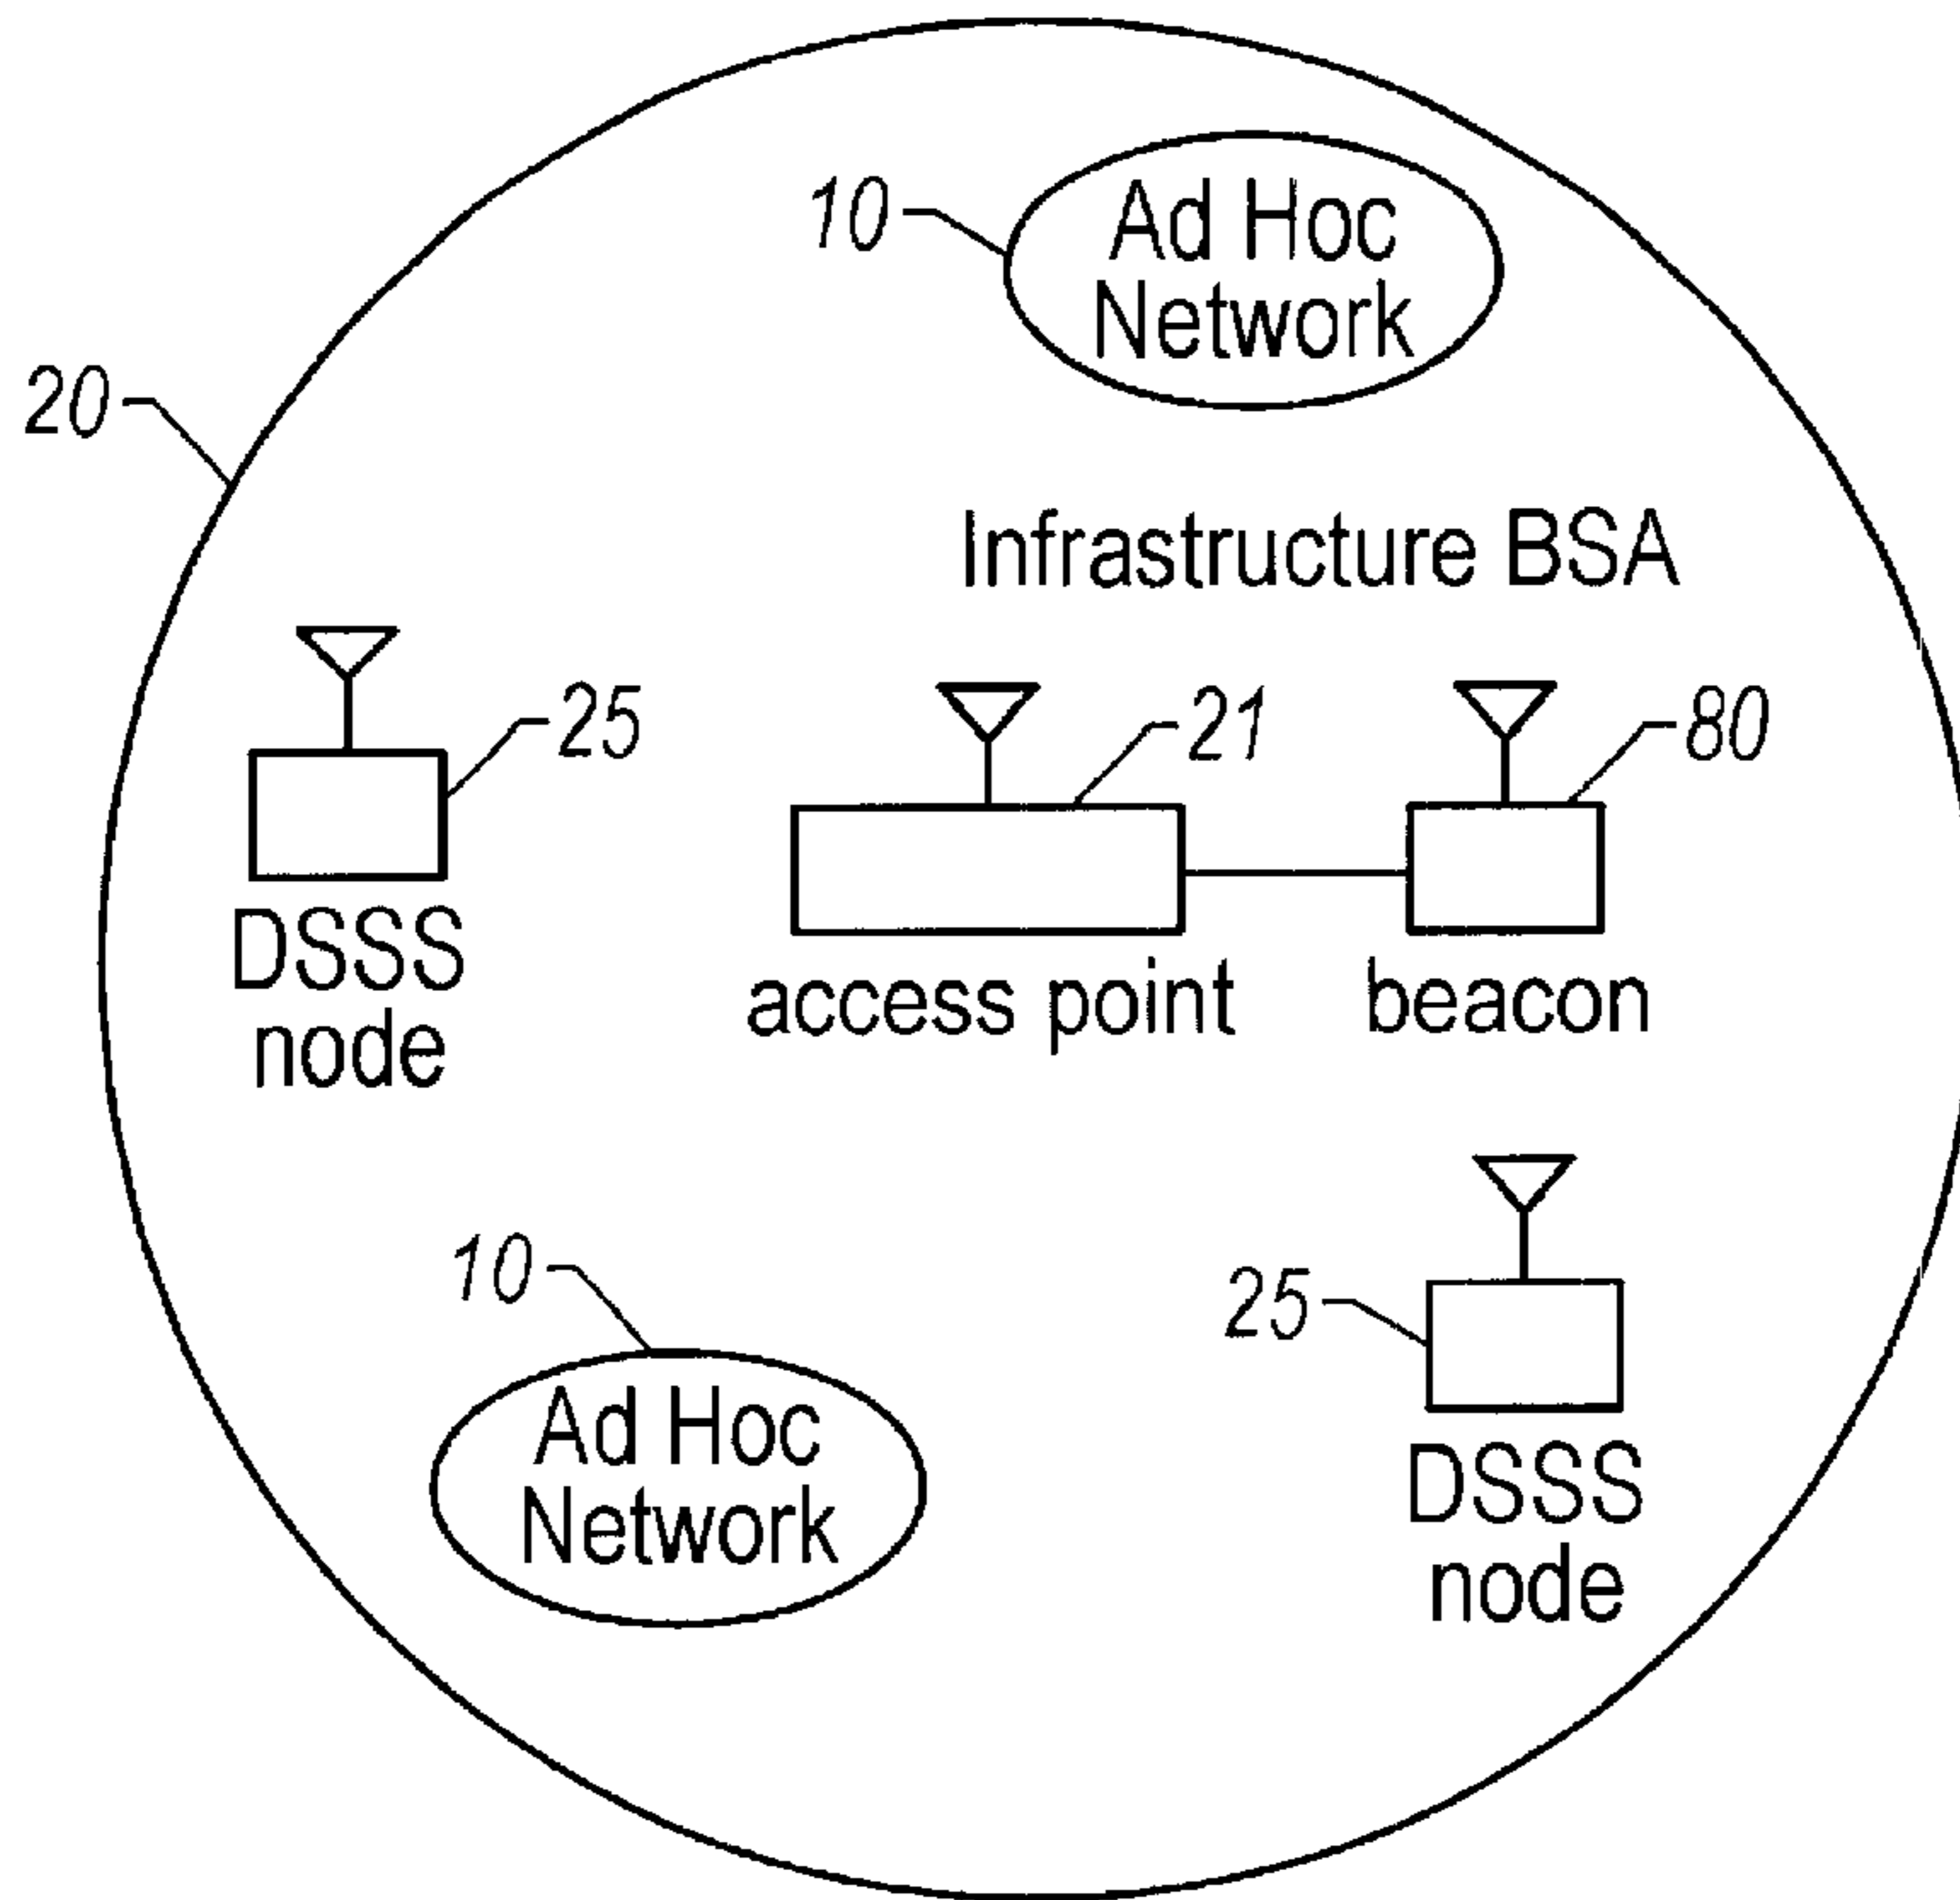 10
Ad Hoc
Network
20
Infrastructure BSA
25
21
80
DSSS
node
access point
beacon
10
25
Ad Hoc
Network
DSSS
node